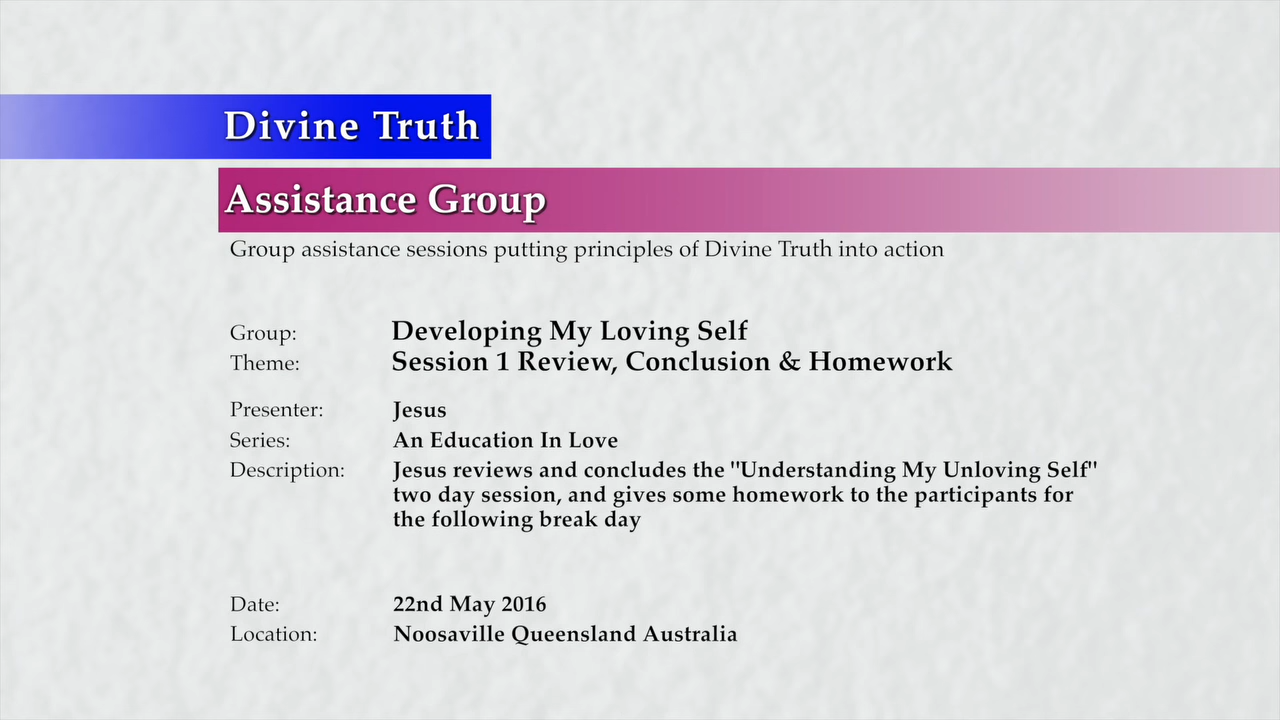 Divine Truth
Assistance Group
Group assistance sessions putting principles of Divine Truth into action
Group: Developing My Loving Self
Theme: Session 1 Review, Conclusion & Homework
Presenter: Jesus
Series: An Education In Love
Description: Jesus reviews and concludes the "Understanding My Unloving Self"
two day session, and gives some homework to the participants for
the following break day
Date: 22nd May 2016
Location: Noosaville Queensland Australia